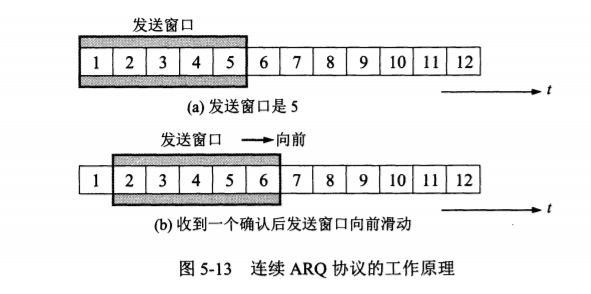 发送窗口
1 2 3 4 5 6 7 8 9 10 11 12
t
(a) 发送窗口是 5
发送窗口 向前
1 2 3 4 5 6 7 8 9 10 11 12
t
(b) 收到一个确认后发送窗口向前滑动
图 5-13 连续 ARQ 协议的工作原理